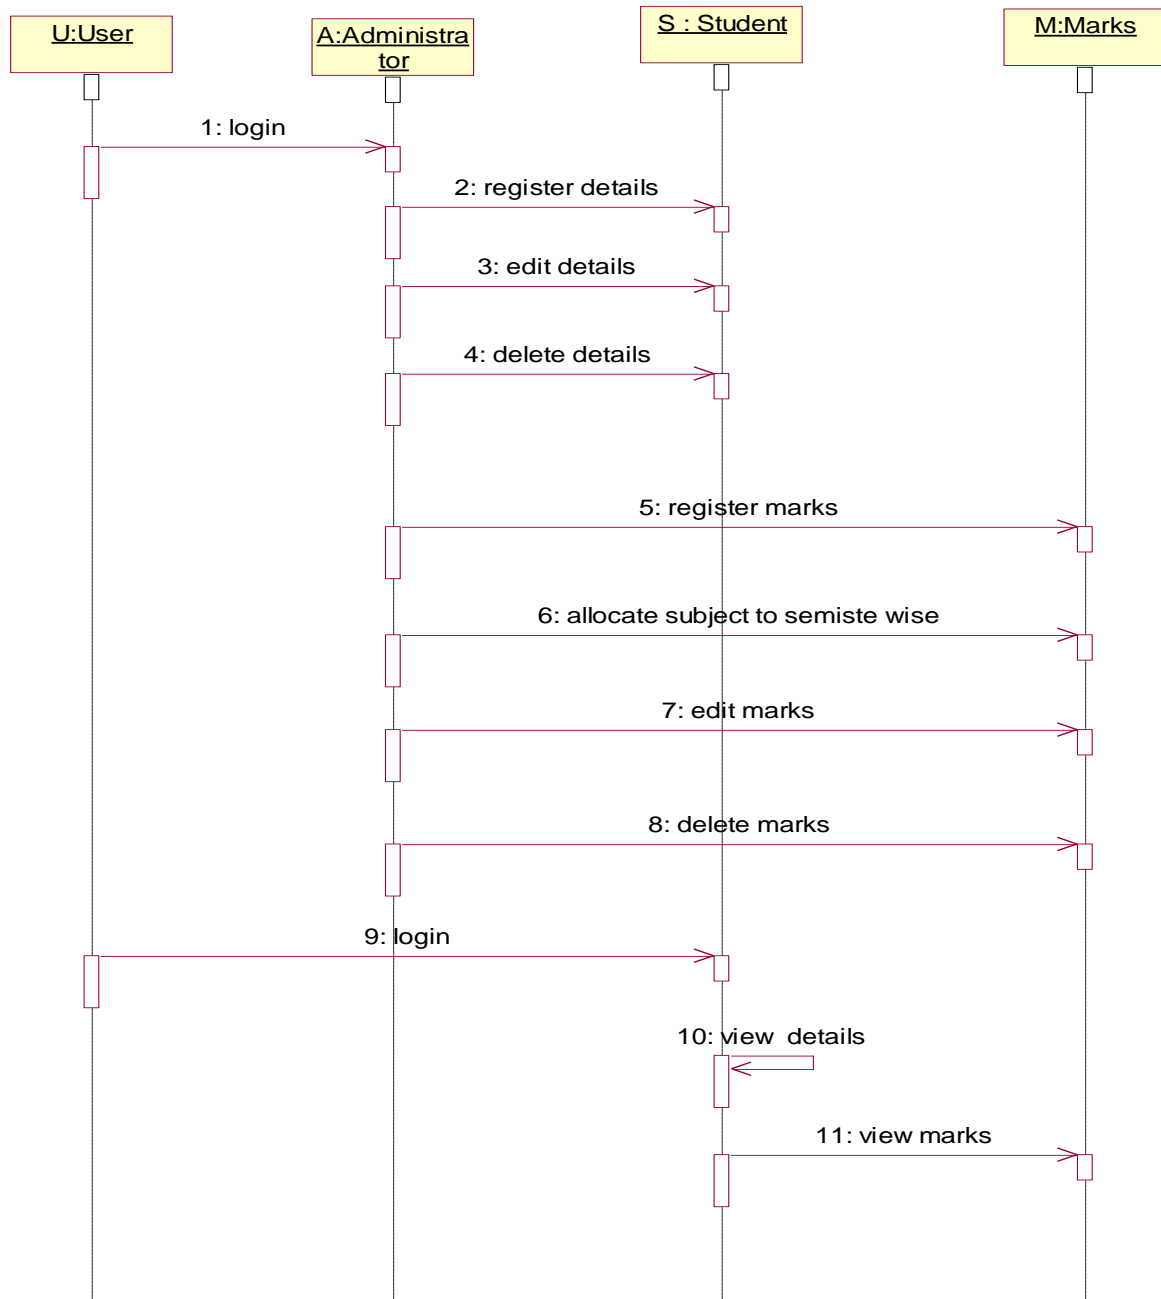 U:User
A:Administra
tor
S : Student
M:Marks
1: login
2: register details
3: edit details
4: delete details
5: register marks
6: allocate subject to semiste wise
7: edit marks
8: delete marks
9: login
10: view  details
11: view marks